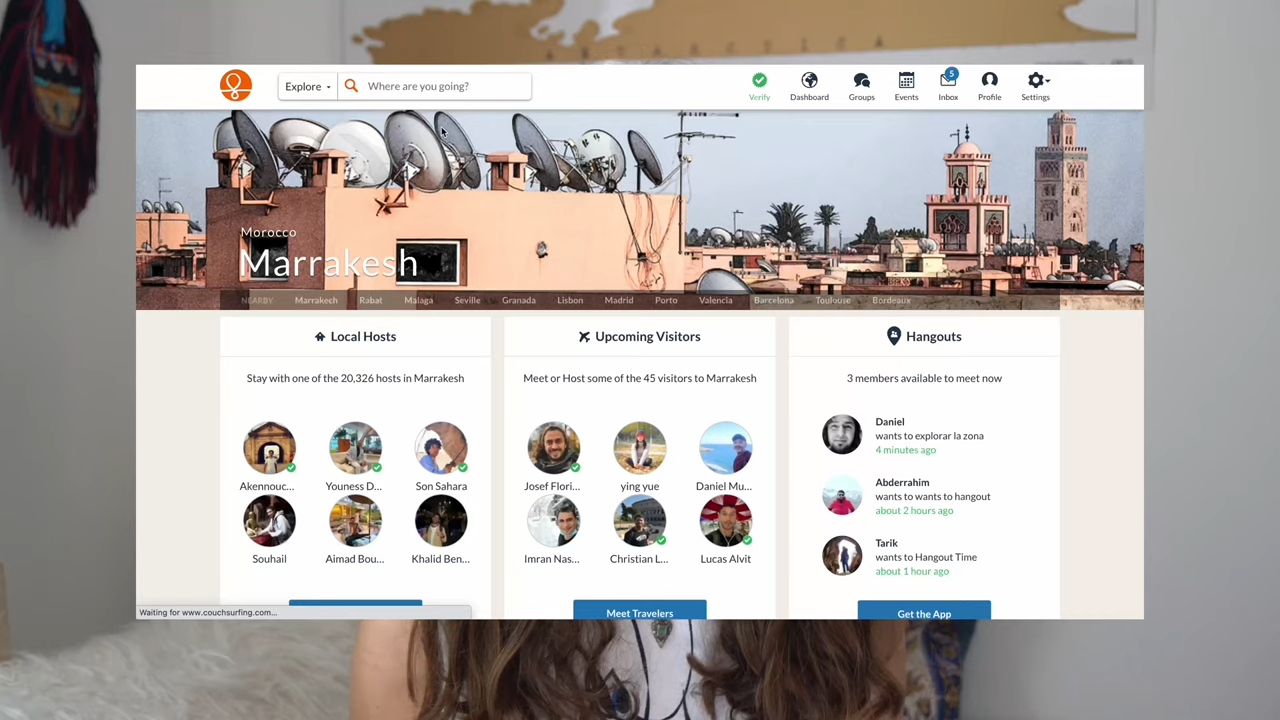 ANTARCTICA
Explore
Where are you going?
Verify
Dashboard
Groups
Events
5
Inbox
Profile
Settings
Morocco
Marrakesh
NEARBY Marrakech Rabat Malaga Seville Granada Lisbon Madrid Porto Valencia Barcelona Toulouse Bordeaux
Local Hosts
Stay with one of the 20,326 hosts in Marrakesh
Akennouc...
Youness D...
Son Sahara
Souhail
Aimad Bou...
Khalid Ben...
Upcoming Visitors
Meet or Host some of the 45 visitors to Marrakesh
Josef Flori...
ying yue
Daniel Mu...
Imran Nas...
Christian L...
Lucas Alvit
Meet Travelers
Hangouts
3 members available to meet now
Daniel
wants to explorar la zona
4 minutes ago
Abderrahim
wants to wants to hangout
about 2 hours ago
Tarik
wants to Hangout Time
about 1 hour ago
Get the App
Waiting for www.couchsurfing.com...